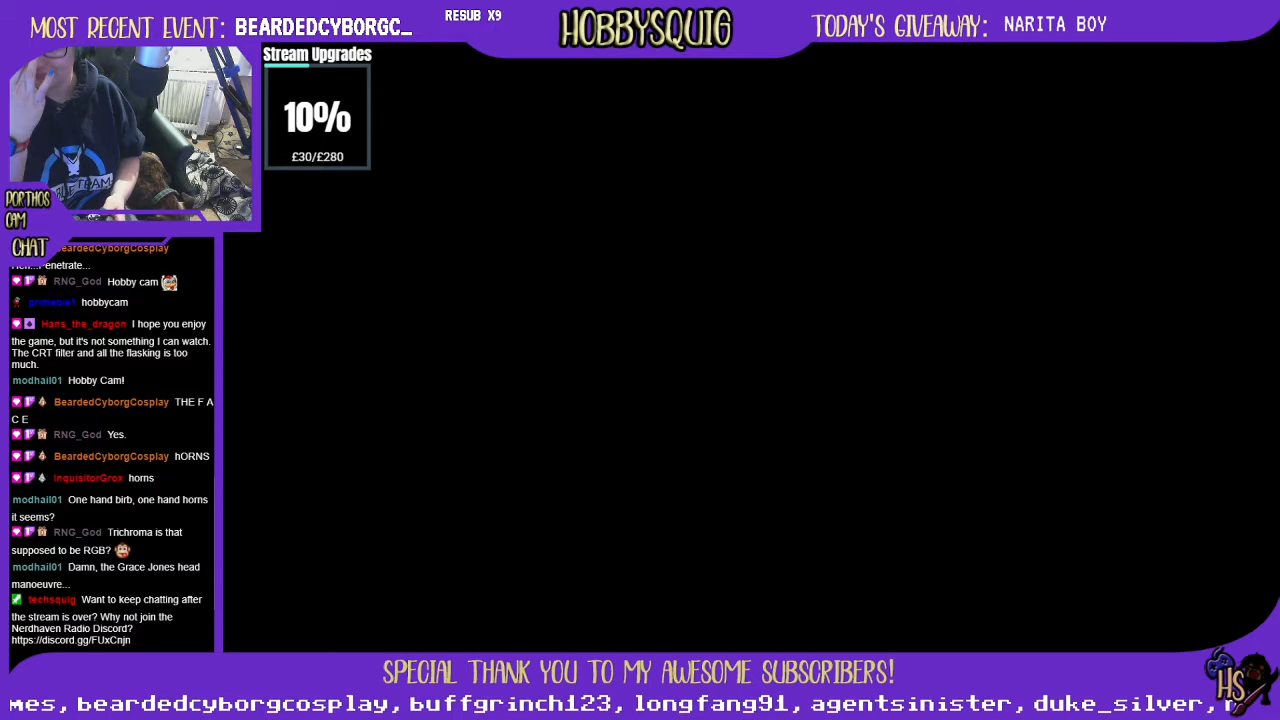 MOST RECENT EVENT: BEARDEDCYBORGC_
RESUB X9
HOBBYSQUIG
TODAY'S GIVEAWAY: NARITA BOY
Stream Upgrades
10%
£30/£280
PORTHOS
CAM
CHAT
eardedCyborgCosplay
RNG_God Hobby cam
hobbycam
Hans_the_dragon I hope you enjoy
the game, but it's not something I can watch.
The CRT filter and all the flasking is too
much.
modhail01 Hobby Cam!
BeardedCyborgCosplay THE F A
C E
RNG_God Yes.
BeardedCyborgCosplay hORNS
InquisitorGrox horns
modhail01 One hand birb, one hand horns
it seems?
RNG_God Trichroma is that
supposed to be RGB?
modhail01 Damn, the Grace Jones head
manoeuvre...
techsquig Want to keep chatting after
the stream is over? Why not join the
Nerdhaven Radio Discord?
https://discord.gg/FUxCnjn
SPECIAL THANK YOU TO MY AWESOME SUBSCRIBERS!
HS
mes, beardedcyborgcosplay, buffgrinch123, longfang91, agentsinister, duke_silver,